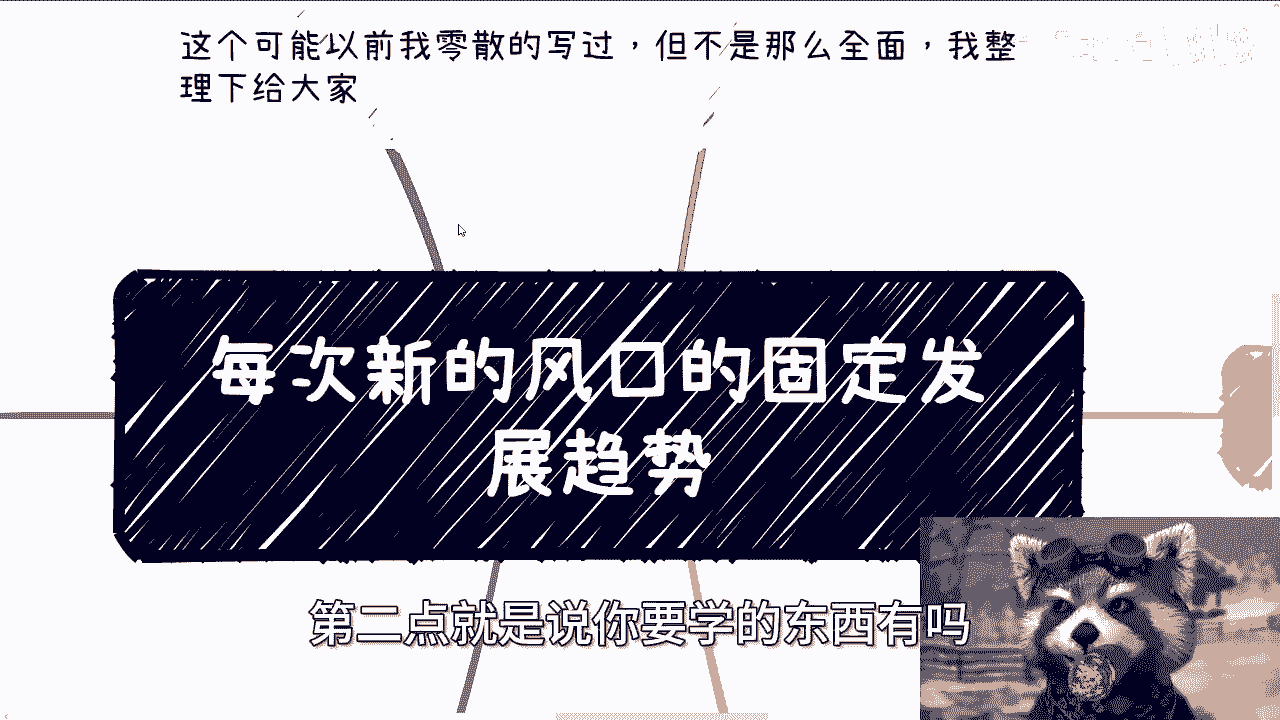 这个可能以前我零散的写过，但不是那么全面，我整
理下给大家
每次新的风口的固定发
展趋势
第二点就是说你要学的东西有吗